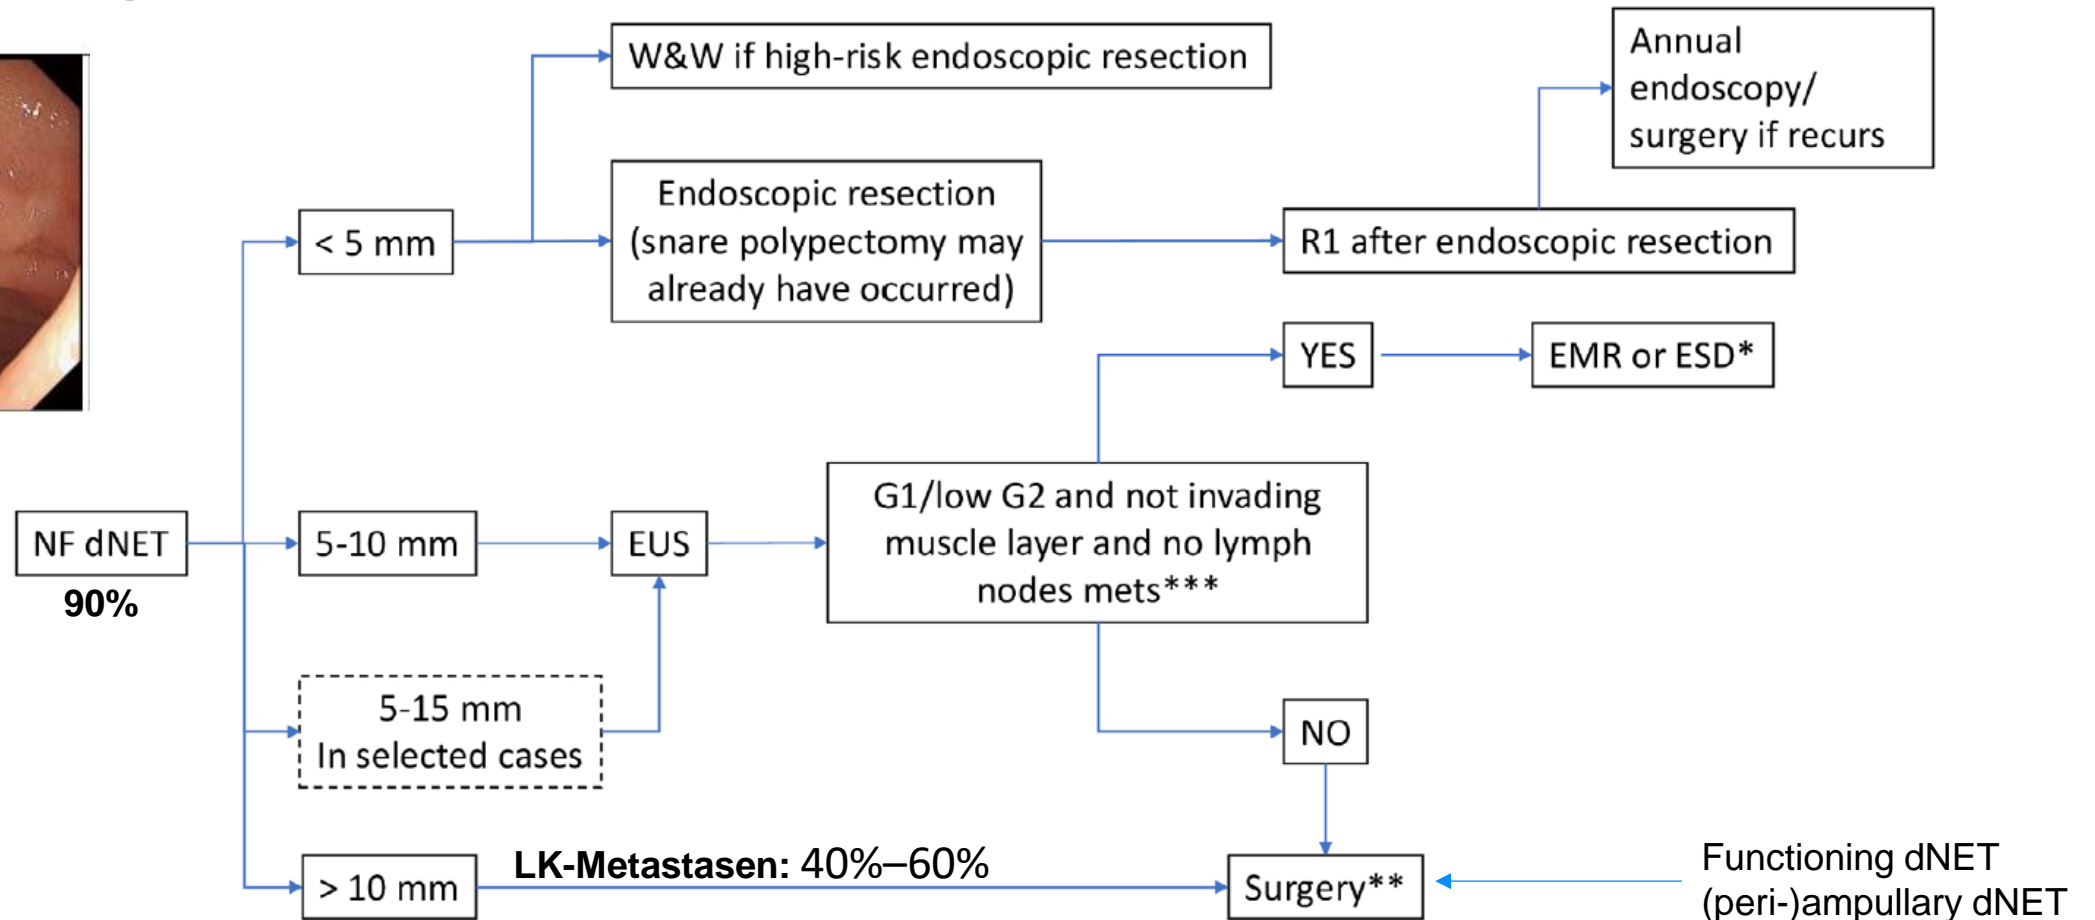 W&W if high-risk endoscopic resection
Annual
endoscopy/
surgery if recurs
< 5 mm
Endoscopic resection
(snare polypectomy may
already have occurred)
R1 after endoscopic resection
YES
EMR or ESD*
NF dNET
90%
5-10 mm
EUS
G1/low G2 and not invading
muscle layer and no lymph
nodes mets***
5-15 mm
In selected cases
NO
> 10 mm
LK-Metastasen: 40%–60%
Surgery**
Functioning dNET
(peri-)ampullary dNET